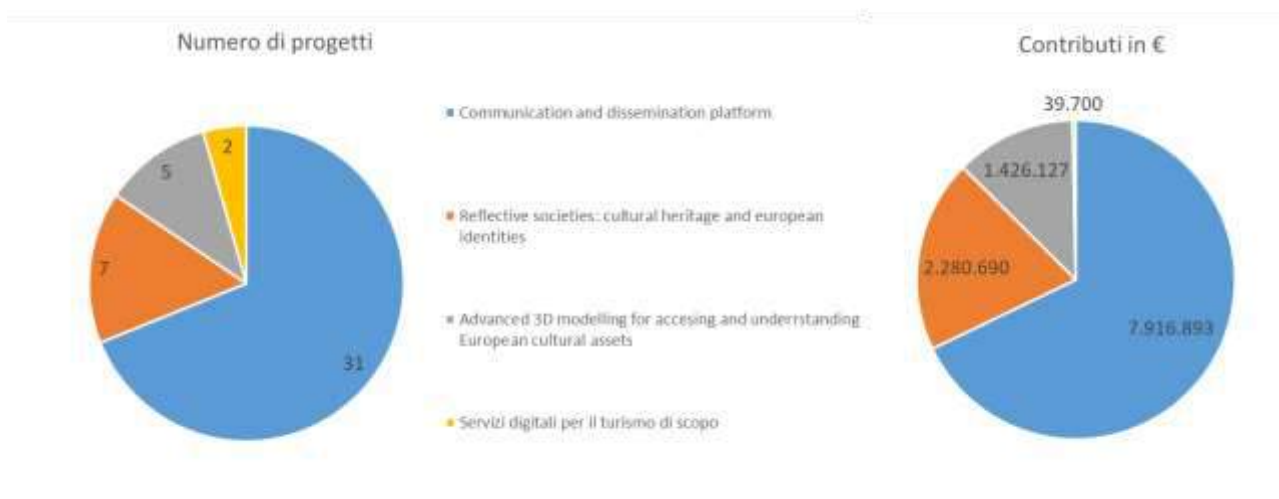 Numero di progetti
2
5
7
31
Communication and dissemination platform
Reflective societies: cultural heritage and european
identities
Advanced 3D modelling for accesing and underrstanding
European cultural assets
Servizi digitali per il turismo di scopo
Contributi in €
39.700
1.426.127
2.280.690
7.916.893